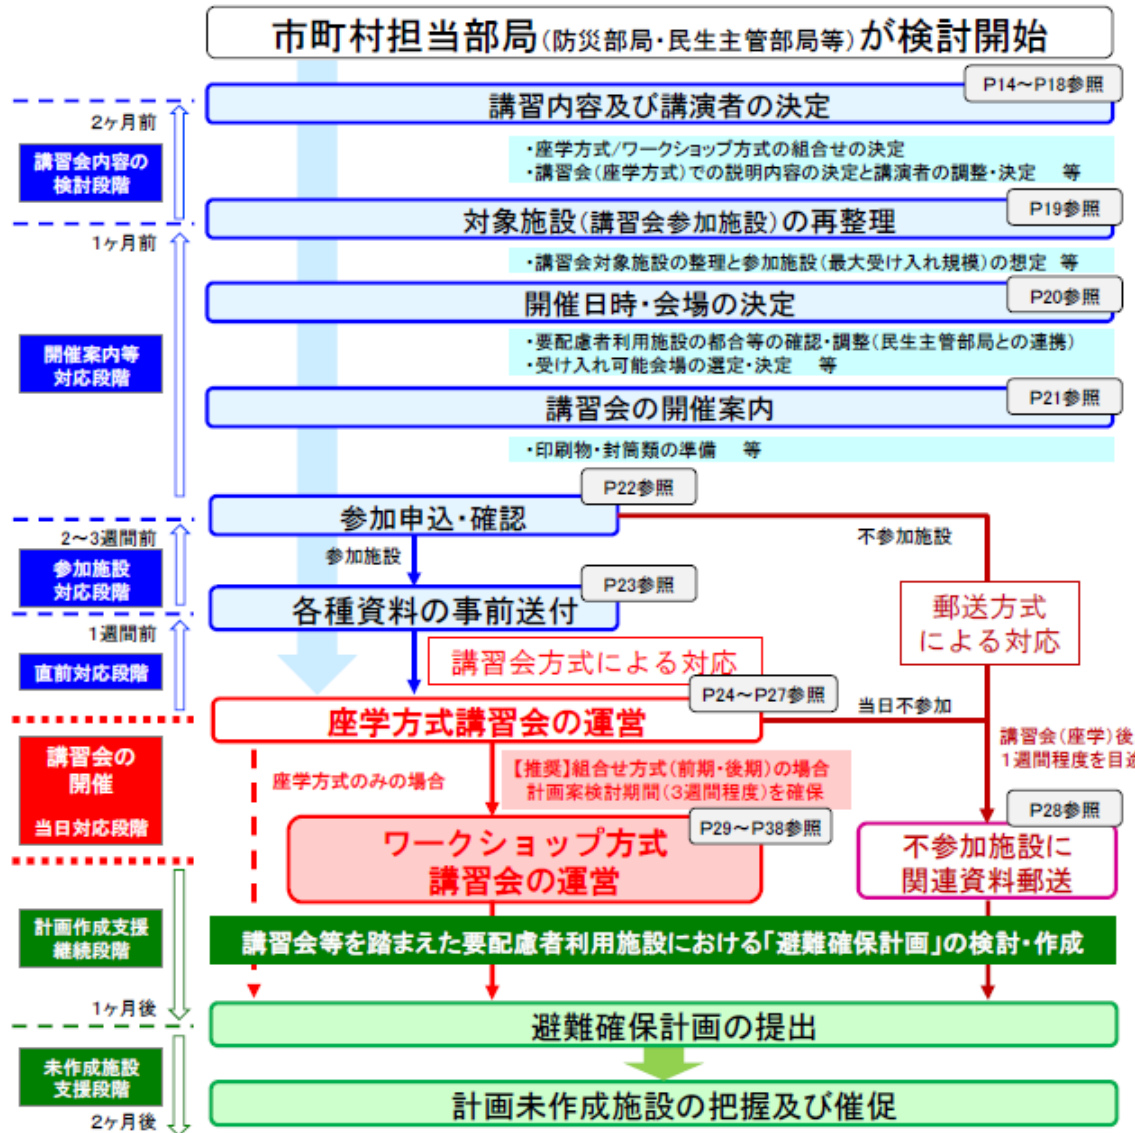 市町村担当部局(防災部局・民生主管部局等)が検討開始
P14～P18参照
講習内容及び講演者の決定
2ヶ月前
・座学方式/ワークショップ方式の組合せの決定
・講習会(座学方式)での説明内容の決定と講演者の調整・決定　等
講習会内容の
検討段階
P19参照
対象施設(講習会参加施設)の再整理
1ヶ月前
・講習会対象施設の整理と参加施設(最大受け入れ規模)の想定　等
P20参照
開催日時・会場の決定
・要配慮者利用施設の都合等の確認・調整(民生主管部局との連携)
・受け入れ可能会場の選定・決定　等
開催案内等
対応段階
P21参照
講習会の開催案内
・印刷物・封筒類の準備　等
P22参照
参加申込・確認
2～3週間前
参加施設
不参加施設
参加施設
対応段階
P23参照
各種資料の事前送付
郵送方式
による対応
1週間前
直前対応段階
講習会方式による対応
P24～P27参照
座学方式講習会の運営
当日不参加
講習会(座学)後
1週間程度を目途
講習会の
開催
当日対応段階
座学方式のみの場合
【推奨】組合せ方式(前期・後期)の場合
計画案検討期間(3週間程度)を確保
P29～P38参照
ワークショップ方式
講習会の運営
P28参照
不参加施設に
関連資料郵送
計画作成支援
継続段階
講習会等を踏まえた要配慮者利用施設における「避難確保計画」の検討・作成
1ヶ月後
避難確保計画の提出
未作成施設
支援段階
計画未作成施設の把握及び催促
2ヶ月後